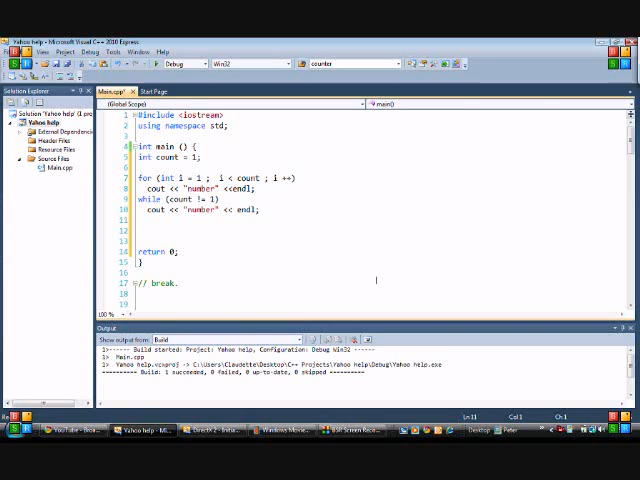 Yahoo help - Microsoft Visual C++ 2010 Express
View Project Build Debug Tools Window Help
Debug Win32 counter
Solution Explorer
Main.cpp* Start Page
(Global Scope) main()
Solution 'Yahoo help' (1 project)
Yahoo help
External Dependencies
Header Files
Resource Files
Source Files
Main.cpp
1 #include <iostream>
2 using namespace std;
3
4 int main () {
5 int count = 1;
6
7 for (int i = 1 ; i < count ; i ++)
8 cout << "number" <<endl;
9 while (count != 1)
10 cout << "number" << endl;
11
12
13
14 return 0;
15 }
16
17 // break.
18
19
100 %
Output
Show output from: Build
1>------ Build started: Project: Yahoo help, Configuration: Debug Win32 ------
1> Main.cpp
1> Yahoo help.vcxproj -> C:\Users\Claudette\Desktop\C++ Projects\Yahoo help\Debug\Yahoo help.exe
========== Build: 1 succeeded, 0 failed, 0 up-to-date, 0 skipped ==========
Ln 11 Col 1 Ch 1
YouTube - Broa... Yahoo help - Mi... DirectX 2 - Initia... Windows Movie... BSR Screen Reco... Desktop Peter